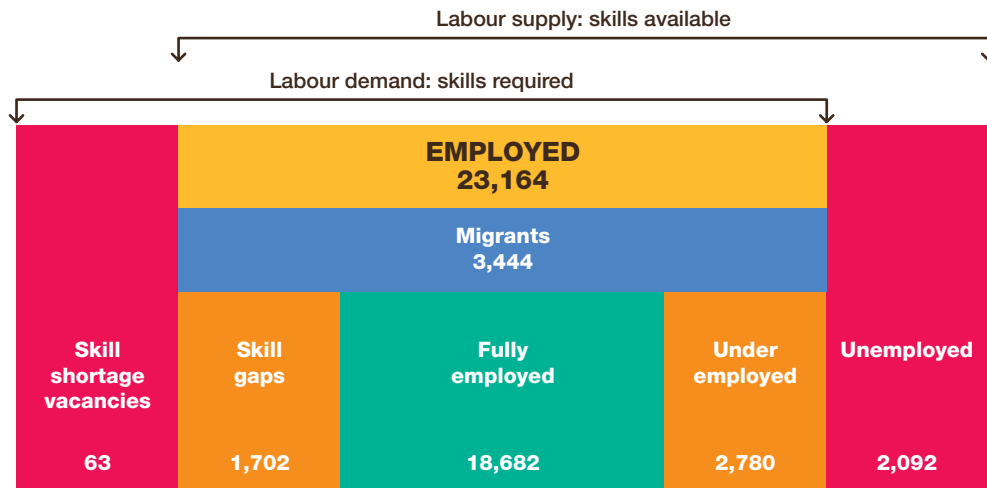 Labour supply: skills available
Labour demand: skills required
EMPLOYED
23,164
Migrants
3,444
Skill
shortage
vacancies
63
Skill
gaps
1,702
Fully
employed
18,682
Under
employed
2,780
Unemployed
2,092